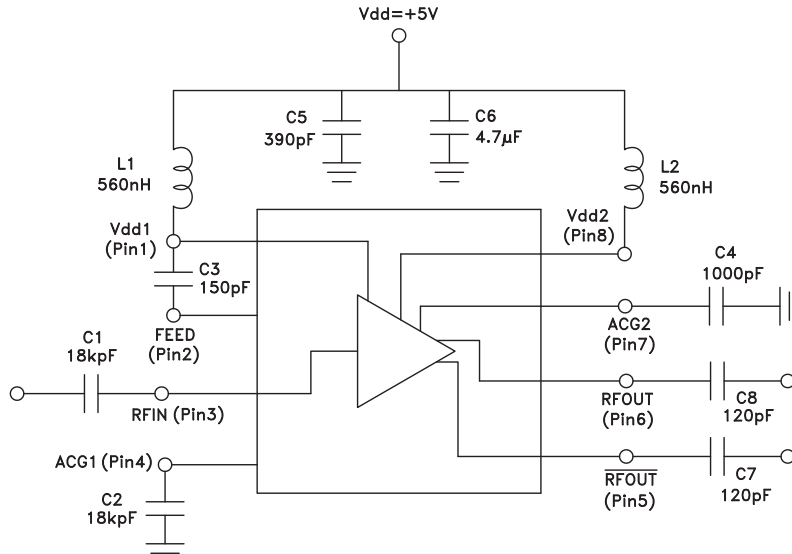 Vdd=+5V
C5
390pF
C6
4.7µF
L1
560nH
L2
560nH
Vdd1
(Pin1)
Vdd2
(Pin8)
C3
150pF
C4
1000pF
FEED
(Pin2)
ACG2
(Pin7)
C1
18kpF
RFIN (Pin3)
RFOUT
(Pin6)
C8
120pF
ACG1 (Pin4)
C2
18kpF
RFOUT
(Pin5)
C7
120pF